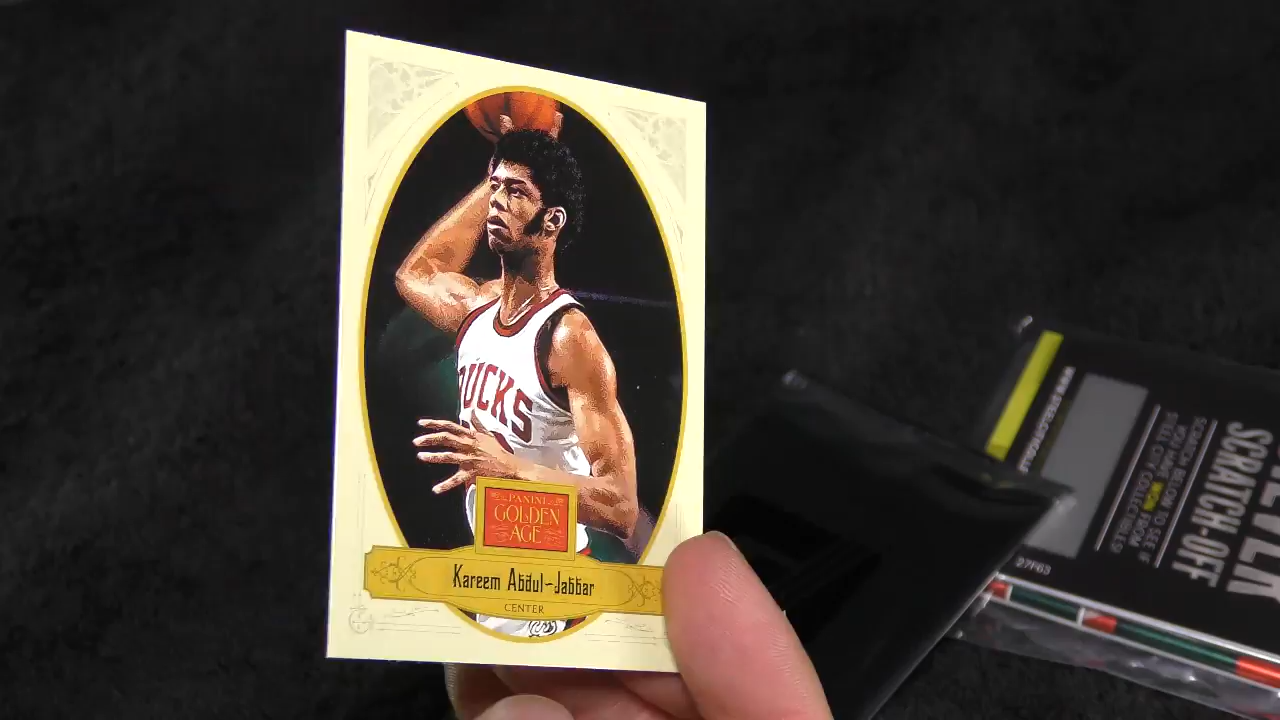 BUCKS
PANINI
GOLDEN
AGE
Kareem Abdul-Jabbar
CENTER
SCRATCH-OFF
SCRATCH BELOW TO SEE IF
YOU HAVE WON FROM
STEEL CITY COLLECTIBLES
27F63